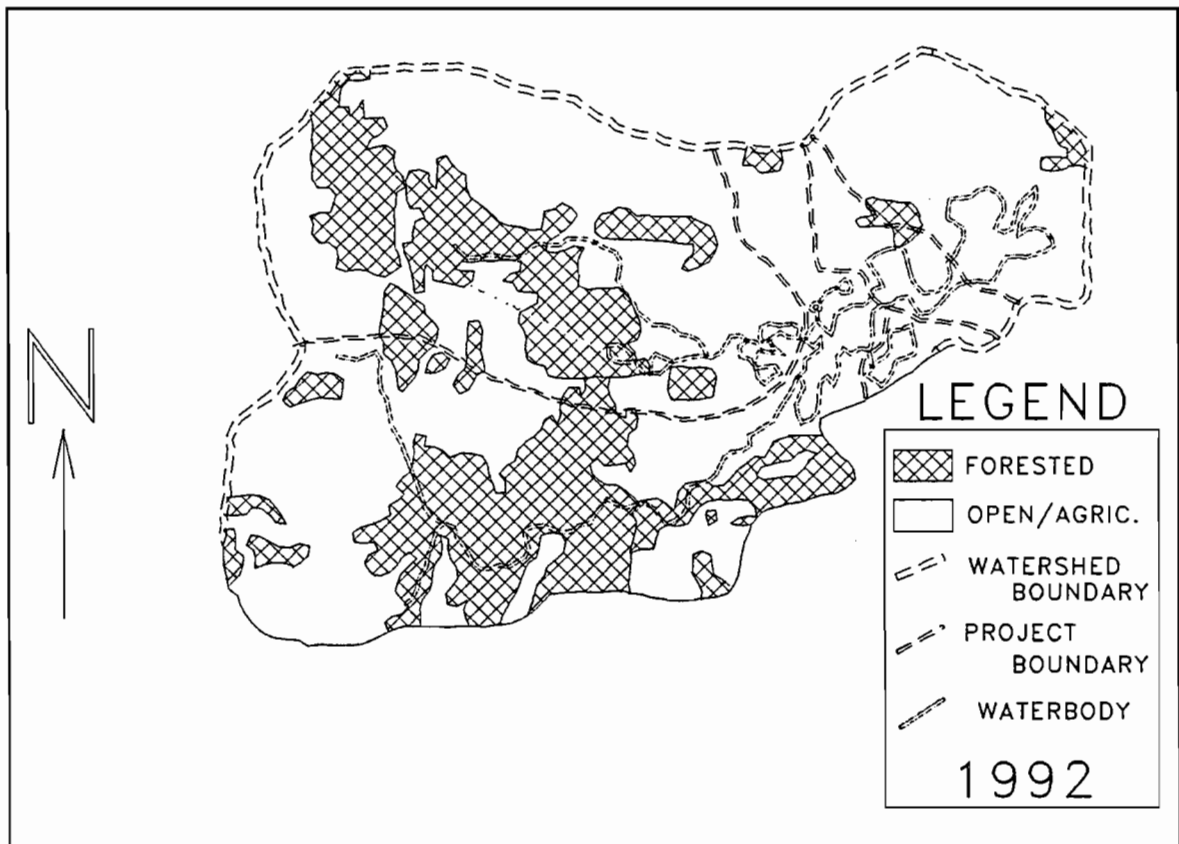 N
LEGEND
FORESTED
OPEN/AGRIC.
WATERSHED
BOUNDARY
PROJECT
BOUNDARY
WATERBODY
1992